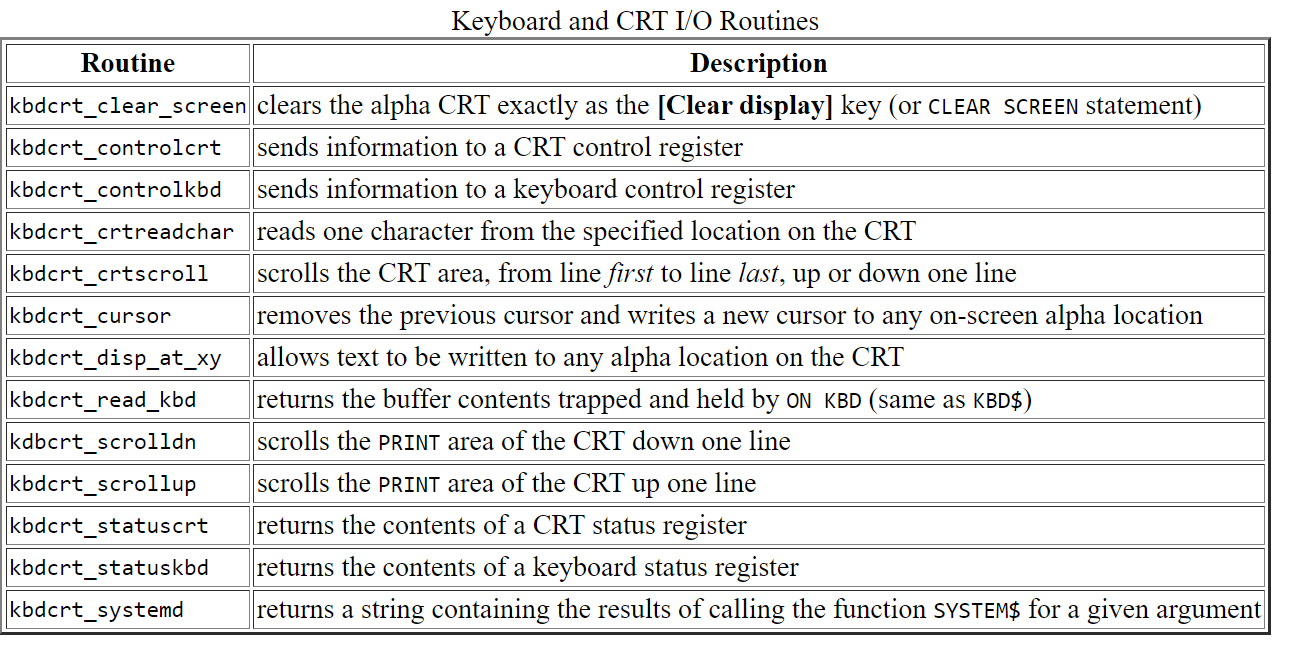 Keyboard and CRT I/O Routines
Routine Description
kbdcrt_clear_screen clears the alpha CRT exactly as the [Clear display] key (or CLEAR SCREEN statement)
kbdcrt_controlcrt sends information to a CRT control register
kbdcrt_controlkbd sends information to a keyboard control register
kbdcrt_crtreadchar reads one character from the specified location on the CRT
kbdcrt_crtscroll scrolls the CRT area, from line first to line last, up or down one line
kbdcrt_cursor removes the previous cursor and writes a new cursor to any on-screen alpha location
kbdcrt_disp_at_xy allows text to be written to any alpha location on the CRT
kbdcrt_read_kbd returns the buffer contents trapped and held by ON KBD (same as KBD$)
kdbcrt_scrolldn scrolls the PRINT area of the CRT down one line
kbdcrt_scrollup scrolls the PRINT area of the CRT up one line
kbdcrt_statuscrt returns the contents of a CRT status register
kbdcrt_statuskbd returns the contents of a keyboard status register
kbdcrt_systemd returns a string containing the results of calling the function SYSTEM$ for a given argument